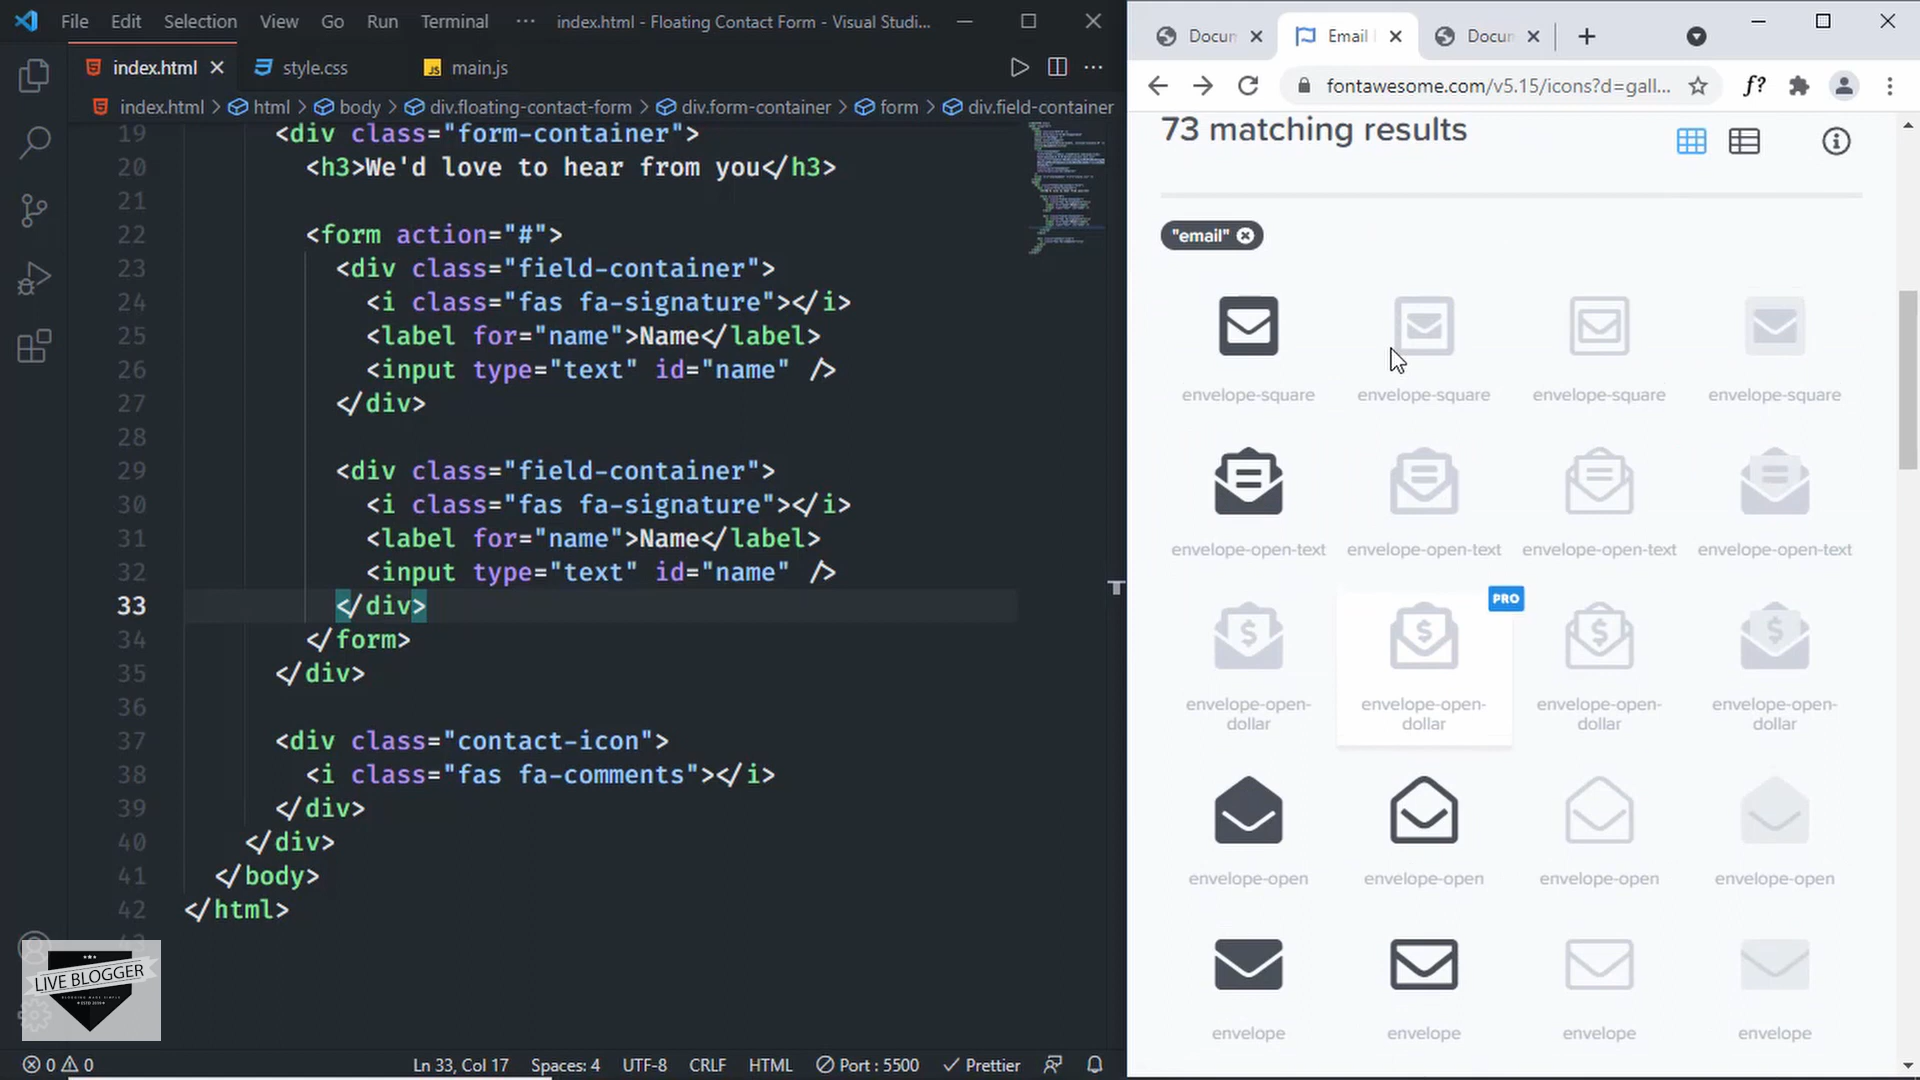 File Edit Selection View Go Run Terminal ··· index.html - Floating Contact Form - Visual Studi...
index.html style.css JS main.js
index.html > html > body > div.floating-contact-form > div.form-container > form > div.field-container
19 <div class="form-container">
20 <h3>We'd love to hear from you</h3>
21
22 <form action="#">
23 <div class="field-container">
24 <i class="fas fa-signature"></i>
25 <label for="name">Name</label>
26 <input type="text" id="name" />
27 </div>
28
29 <div class="field-container">
30 <i class="fas fa-signature"></i>
31 <label for="name">Name</label>
32 <input type="text" id="name" />
33 </div>
34 </form>
35 </div>
36
37 <div class="contact-icon">
38 <i class="fas fa-comments"></i>
39 </div>
40 </div>
41 </body>
42 </html>
LIVE BLOGGER
0 0 Ln 33, Col 17 Spaces: 4 UTF-8 CRLF HTML Port : 5500 Prettier
Docum Email Docum
fontawesome.com/v5.15/icons?d=gall... f?
73 matching results
"email"
envelope-square envelope-square envelope-square envelope-square
envelope-open-text envelope-open-text envelope-open-text envelope-open-text
PRO
envelope-open- envelope-open- envelope-open- envelope-open-
dollar dollar dollar dollar
envelope-open envelope-open envelope-open envelope-open
envelope envelope envelope envelope